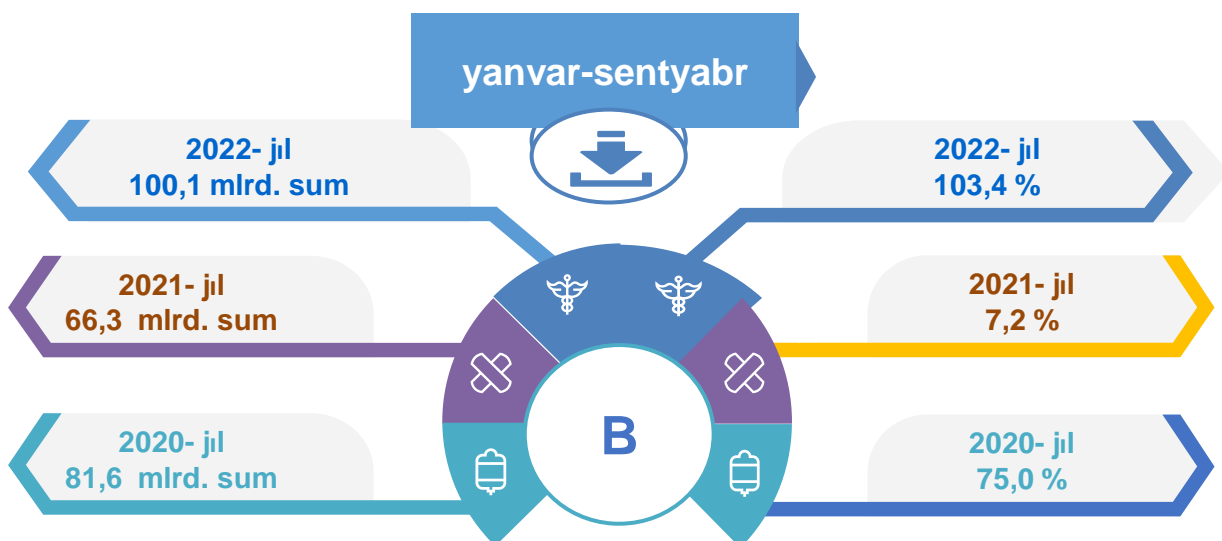 yanvar-sentyabr
2022- jıl
100,1 mlrd. sum
2022- jıl
103,4 %
2021- jıl
66,3 mlrd. sum
2021- jıl
7,2 %
B
2020- jıl
81,6 mlrd. sum
2020- jıl
75,0 %